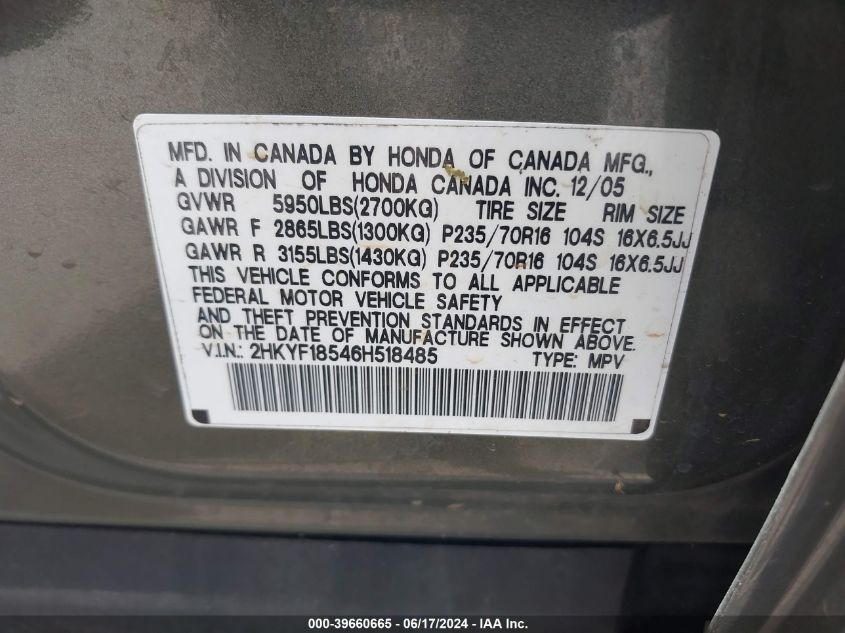 MFD. IN CANADA BY HONDA OF CANADA MFG.,
A DIVISION OF HONDA CANADA INC. 12/05
GVWR 5950LBS(2700KG) TIRE SIZE RIM SIZE
GAWR F 2865LBS(1300KG) P235/70R16 104S 16X6.5JJ
GAWR R 3155LBS(1430KG) P235/70R16 104S 16X6.5JJ
THIS VEHICLE CONFORMS TO ALL APPLICABLE
FEDERAL MOTOR VEHICLE SAFETY
AND THEFT PREVENTION STANDARDS IN EFFECT
ON THE DATE OF MANUFACTURE SHOWN ABOVE.
V.I.N.: 2HKYF18546H518485 TYPE: MPV
000-39660665 - 06/17/2024 - IAA Inc.